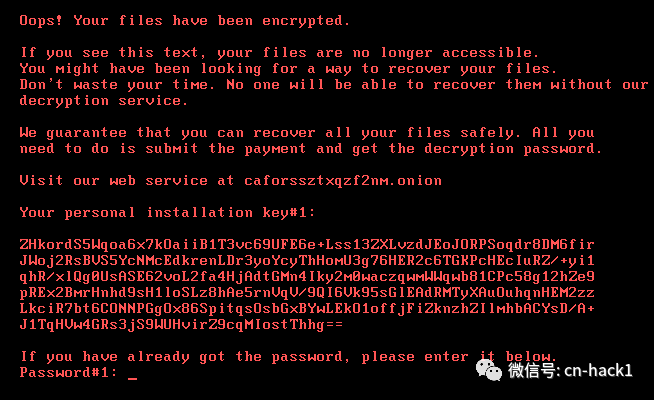 Oops! Your files have been encrypted.
If you see this text, your files are no longer accessible.
You might have been looking for a way to recover your files.
Don't waste your time. No one will be able to recover them without our
decryption service.
We guarantee that you can recover all your files safely. All you
need to do is submit the payment and get the decryption password.
Visit our web service at caforssztxqzf2nm.onion
Your personal installation key#1:
ZHkordS5Wqoa6x7kOaiiB1T3vc69UFE6e+Lss13ZXLvzdJEoJORPSoqdr8DM6fir
JWoj2RsBVS5YcNMcEdkrenLDr3yoYcyThHomU3g76HER2c6TGRPcHEcIuRZ/+yi1
qhR/xlQg0UsASE62voL2fa4HjAdtGMn4Iky2m0waczqwmWWqwb81CPc58g12hZe9
pREx2BmrHnhd9sH1loSLz8hAe5rnVqV/9QI6Vk95sGlEAdRMTyXAuOuhqnHEM2zz
LkciR7bt6CONNPGgOx86SpitqsOsbGxBYwLEkO1offjFiZknzhZIlmhbACYsD/A+
J1TqHVw4GRs3jS9WUHvirZ9cqMIostThhg==
If you have already got the password, please enter it below.
Password#1: _
微信号: cn-hack1